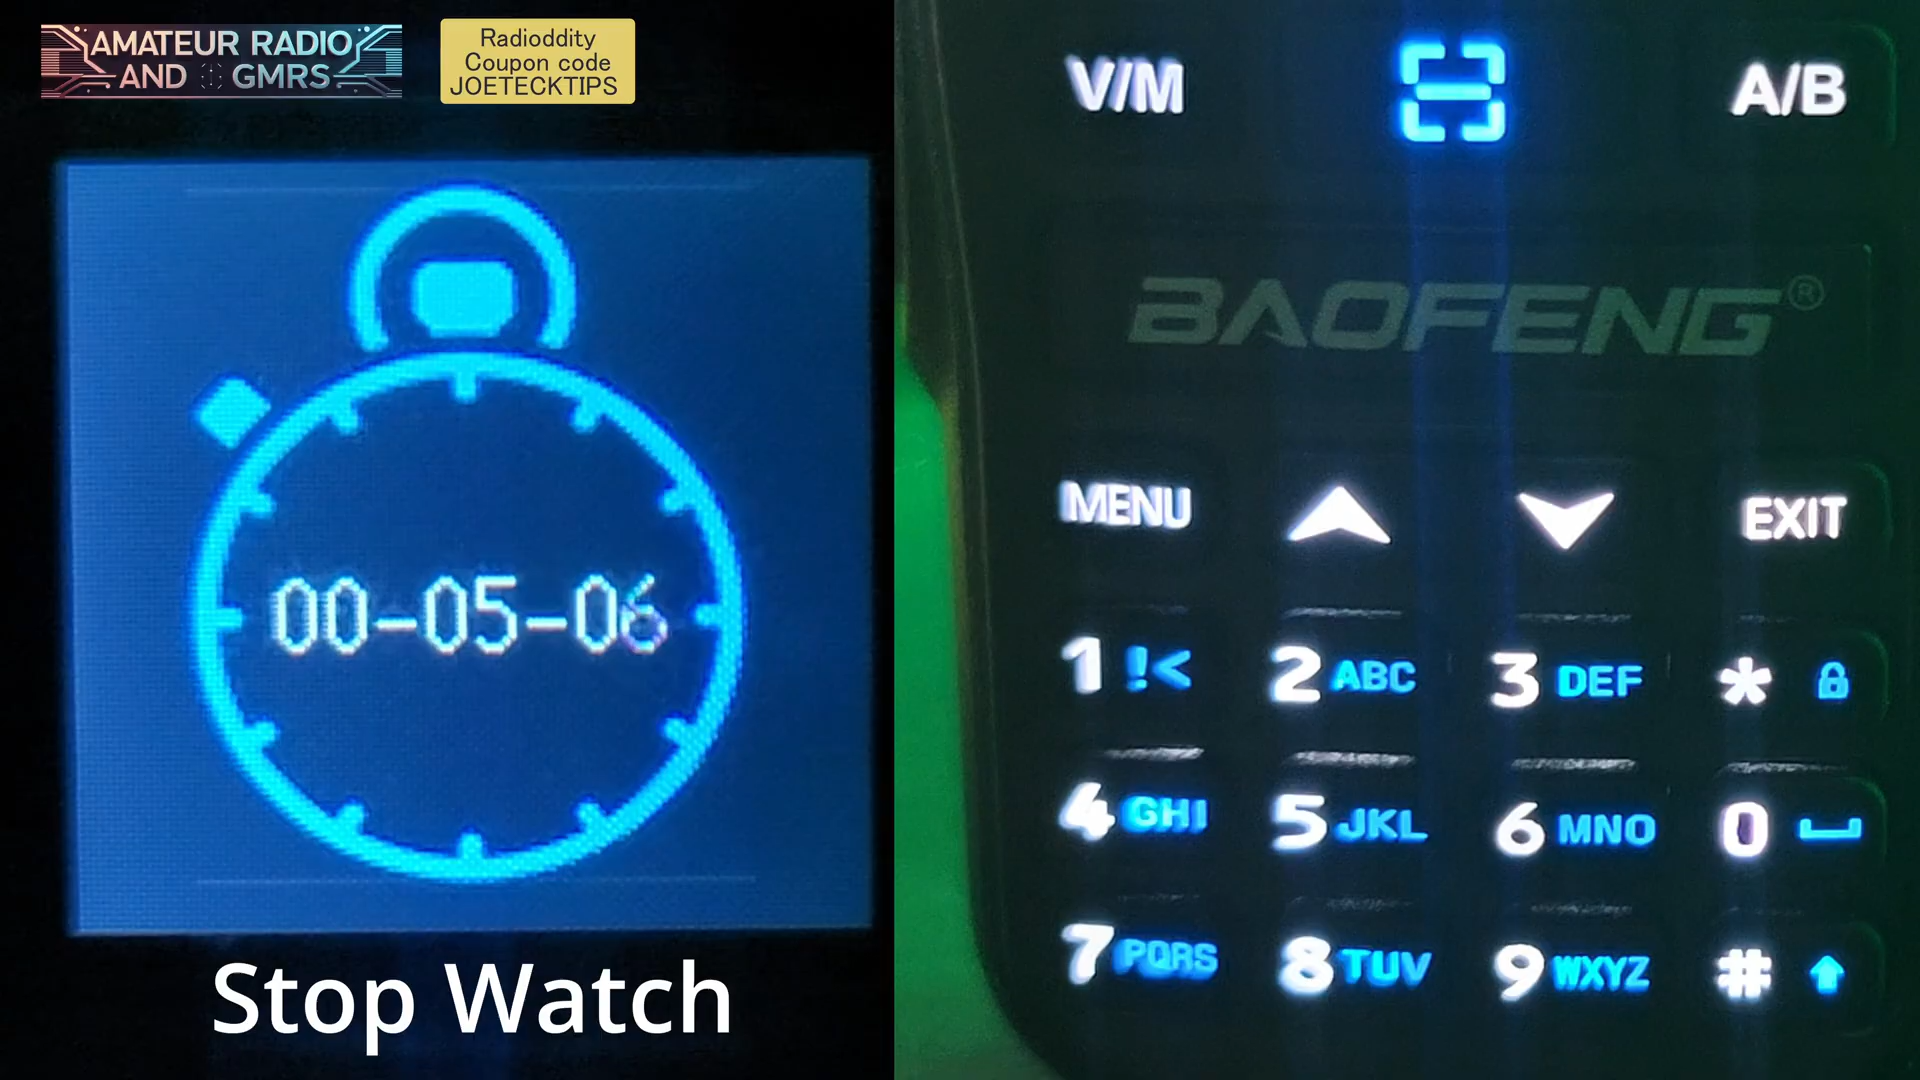 AMATEUR RADIO
AND GMRS
Radioddity
Coupon code
JOETECKTIPS
00-05-06
Stop Watch
V/M
A/B
BAOFENG®
MENU
EXIT
1 !<
2 ABC
3 DEF
*
4 GHI
5 JKL
6 MNO
0
7 PQRS
8 TUV
9 WXYZ
#